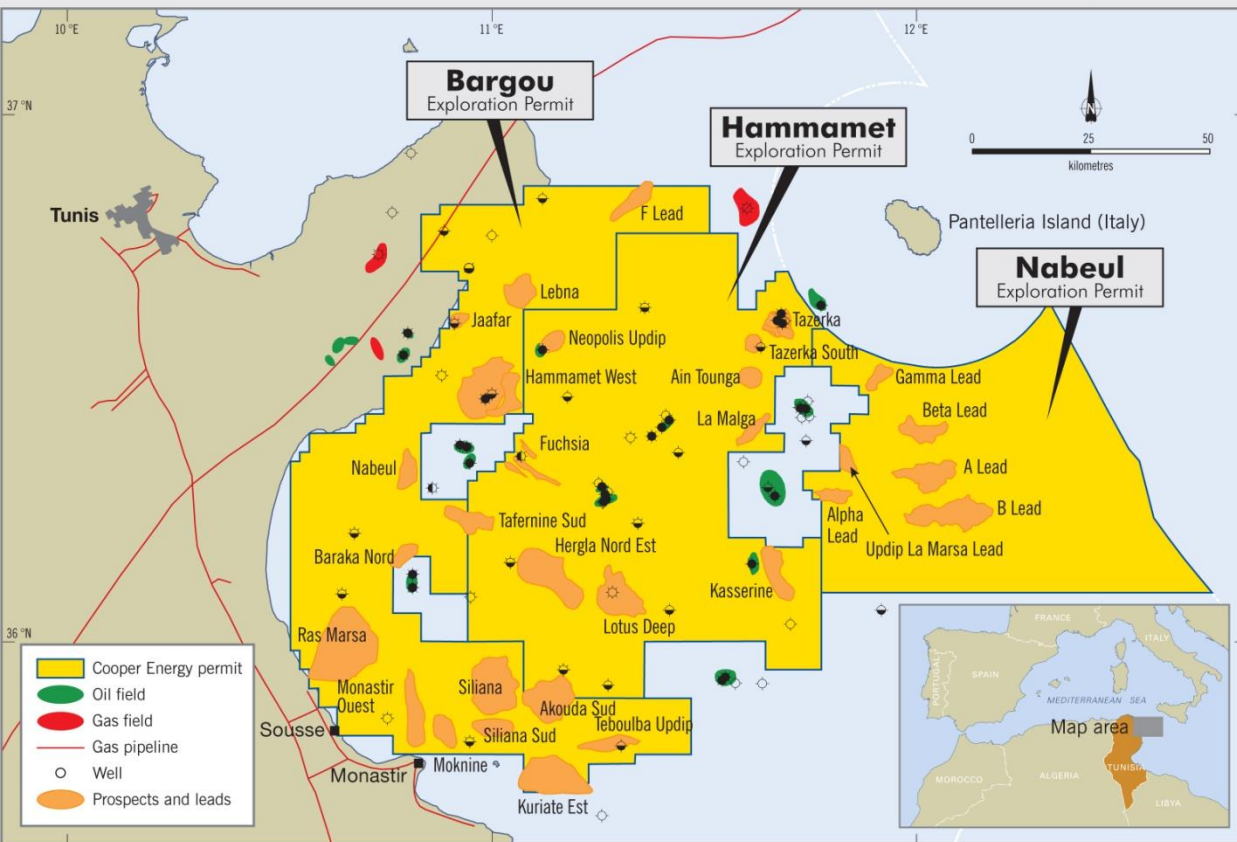 10 °E
11 °E
12 °E
37 °N
36 °N
Bargou
Exploration Permit
Hammamet
Exploration Permit
Nabeul
Exploration Permit
N
0 25 50
kilometres
Tunis
Pantelleria Island (Italy)
F Lead
Lebna
Jaafar
Neopolis Updip
Tazerka
Tazerka South
Hammamet West
Ain Tounga
Gamma Lead
La Malga
Beta Lead
Fuchsia
Nabeul
A Lead
Tafernine Sud
Alpha
Lead
B Lead
Updip La Marsa Lead
Baraka Nord
Hergla Nord Est
Kasserine
Lotus Deep
Ras Marsa
Monastir
Ouest
Siliana
Akouda Sud
Siliana Sud
Teboulba Updip
Sousse
Monastir
Moknine
Kuriate Est
Cooper Energy permit
Oil field
Gas field
Gas pipeline
Well
Prospects and leads
FRANCE
ITALY
PORTUGAL
SPAIN
MEDITERRANEAN SEA
Map area
TUNISIA
MOROCCO
ALGERIA
LIBYA